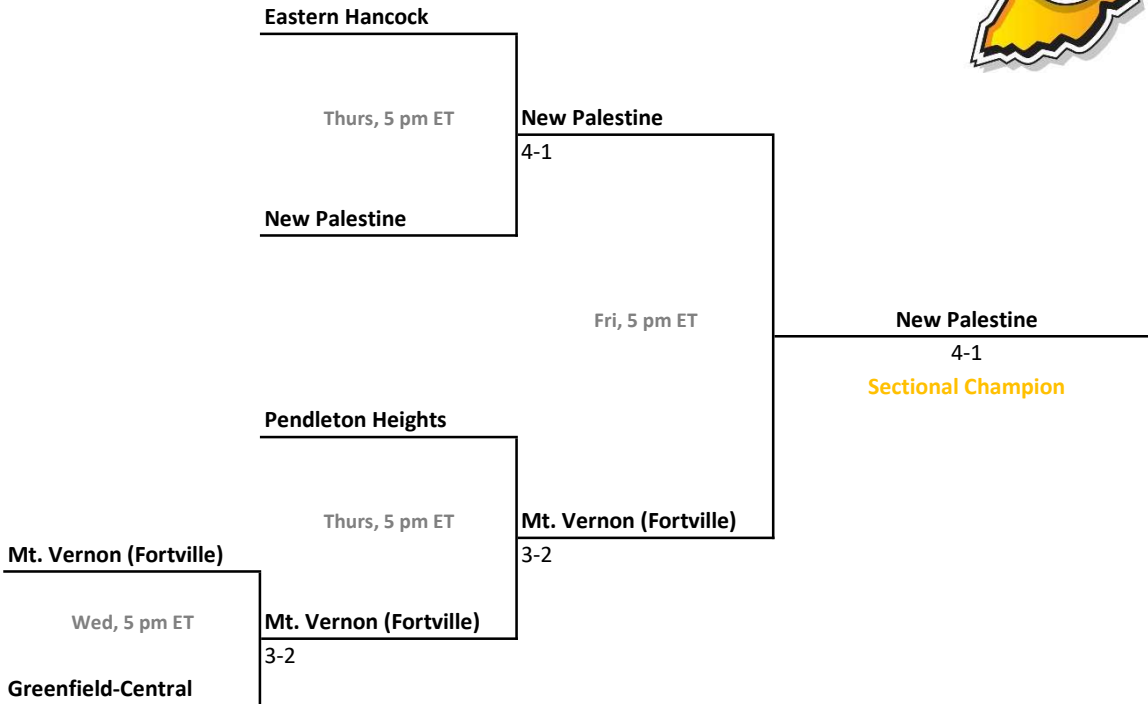 Eastern Hancock
Thurs, 5 pm ET
New Palestine
4-1
New Palestine
Fri, 5 pm ET
New Palestine
4-1
Sectional Champion
Pendleton Heights
Thurs, 5 pm ET
Mt. Vernon (Fortville)
3-2
Mt. Vernon (Fortville)
Wed, 5 pm ET
Mt. Vernon (Fortville)
3-2
Greenfield-Central